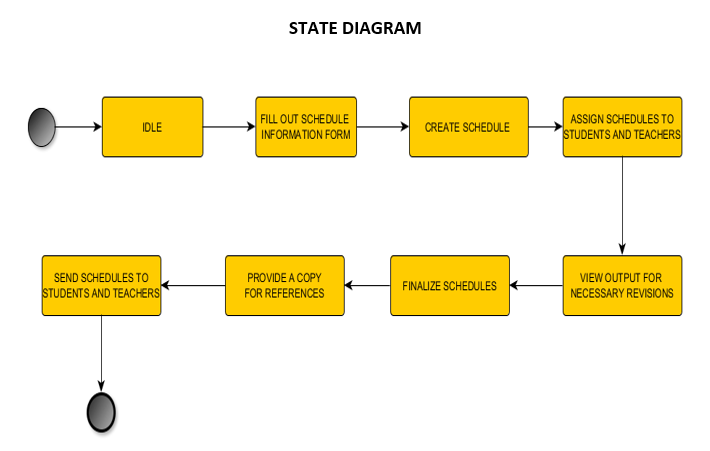 STATE DIAGRAM
IDLE
FILL OUT SCHEDULE
INFORMATION FORM
CREATE SCHEDULE
ASSIGN SCHEDULES TO
STUDENTS AND TEACHERS
SEND SCHEDULES TO
STUDENTS AND TEACHERS
PROVIDE A COPY
FOR REFERENCES
FINALIZE SCHEDULES
VIEW OUTPUT FOR
NECESSARY REVISIONS